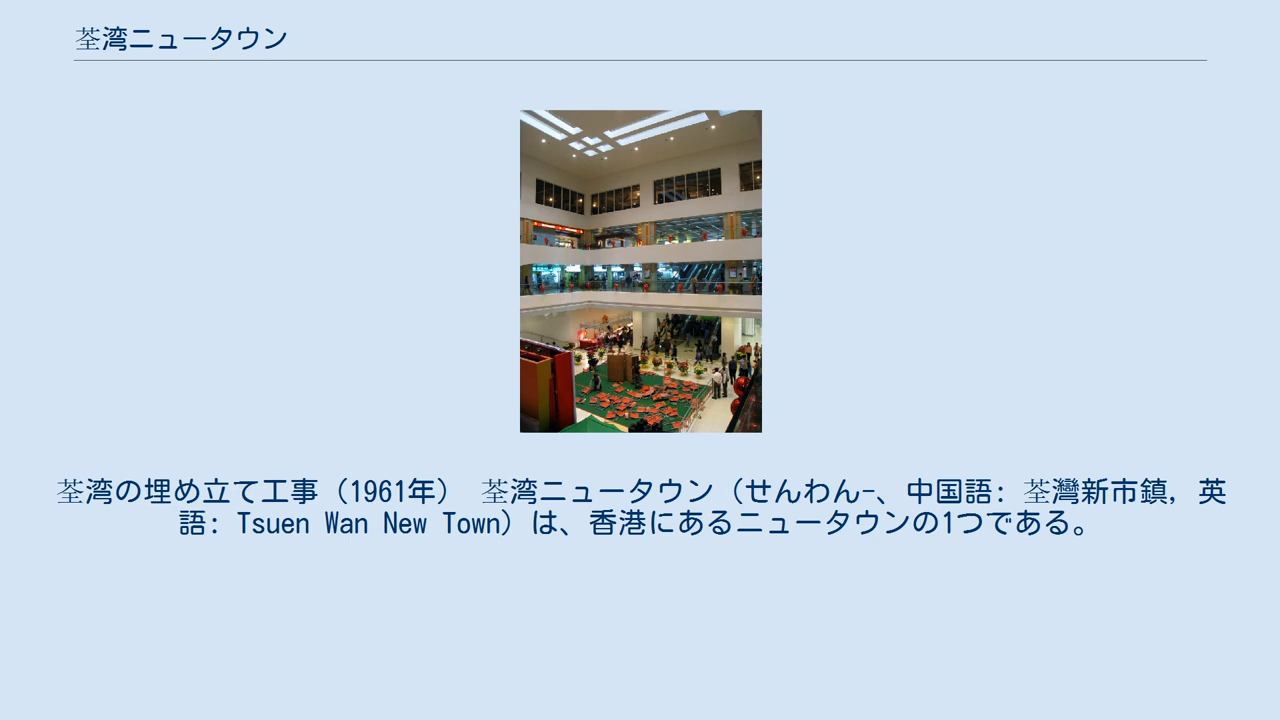 荃湾ニュータウン
荃湾の埋め立て工事（1961年） 荃湾ニュータウン（せんわん-、中国語: 荃灣新市鎮, 英
語: Tsuen Wan New Town）は、香港にあるニュータウンの1つである。